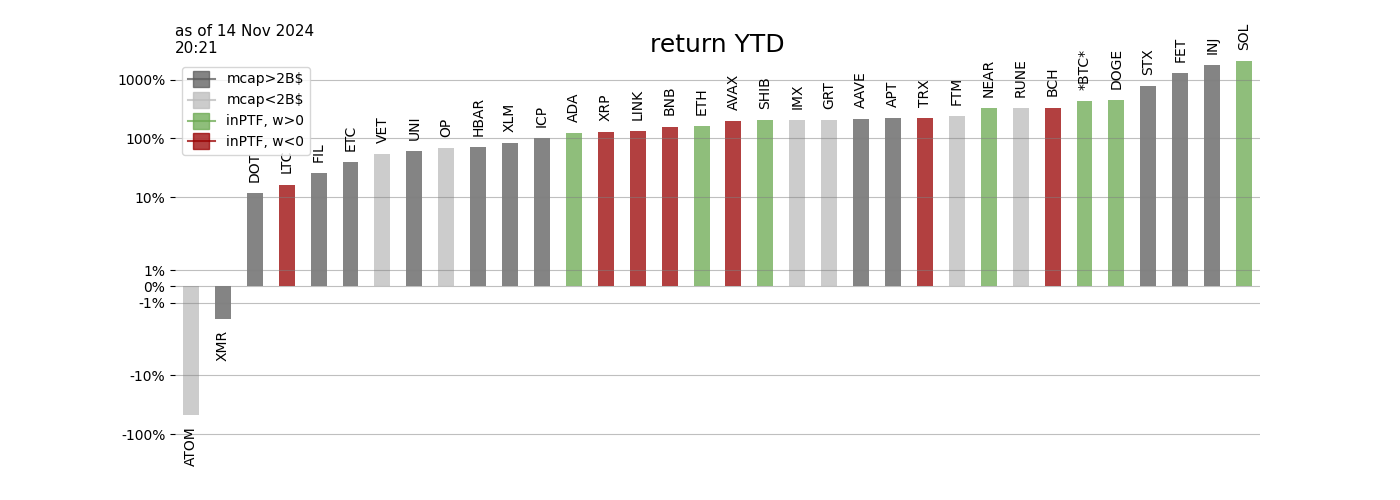 as of 14 Nov 2024
20:21
return YTD
mcap>2B$
mcap<2B$
inPTF, w>0
inPTF, w<0
1000%
100%
10%
1%
0%
-1%
-10%
-100%
ATOM
XMR
DOT
LTC
FIL
ETC
VET
UNI
OP
HBAR
XLM
ICP
ADA
XRP
LINK
BNB
ETH
AVAX
SHIB
IMX
GRT
AAVE
APT
TRX
FTM
NEAR
RUNE
BCH
*BTC*
DOGE
STX
FET
INJ
SOL